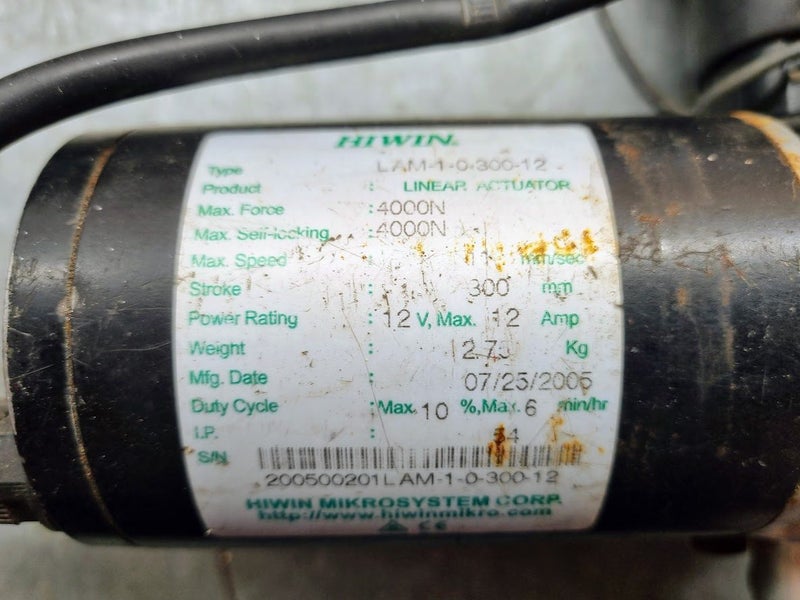 HIWIN®
Type LAM-1-0-300-12
Product : LINEAR ACTUATOR
Max. Force : 4000N
Max. Self-locking : 4000N
Max. Speed : mm/sec
Stroke : 300 mm
Power Rating : 12 V, Max. 12 Amp
Weight : Kg
Mfg. Date : 07/25/2005
Duty Cycle : Max. 10 %, Max. 6 min/hr
I.P. :
S/N
200500201LAM-1-0-300-12
HIWIN MIKROSYSTEM CORP.
http://www.hiwinmikro.com
CE